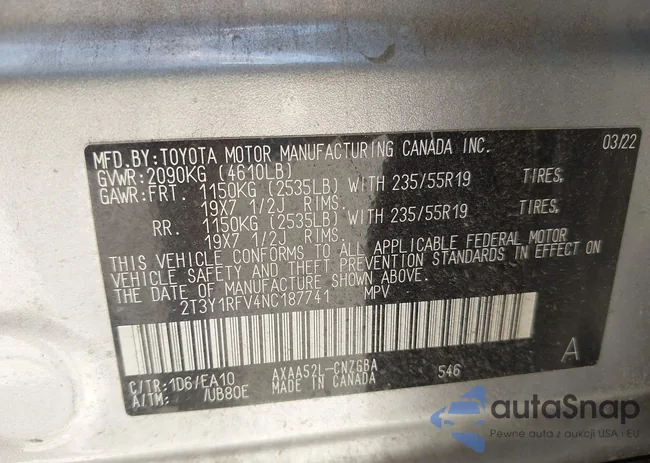 MFD.BY:TOYOTA MOTOR MANUFACTURING CANADA INC. 03/22
GVWR:2090KG (4610LB)
GAWR:FRT. 1150KG (2535LB) WITH 235/55R19 TIRES,
19X7 1/2J RIMS.
RR. 1150KG (2535LB) WITH 235/55R19 TIRES,
19X7 1/2J RIMS.
THIS VEHICLE CONFORMS TO ALL APPLICABLE FEDERAL MOTOR
VEHICLE SAFETY AND THEFT PREVENTION STANDARDS IN EFFECT ON
THE DATE OF MANUFACTURE SHOWN ABOVE.
2T3Y1RFV4NC187741 MPV
C/TR:1D6/EA10 AXAA52L-CNZGBA 546 A
A/TM: /UB80E MADE IN CANADA
autaSnap
Pewne auta z aukcji USA i EU